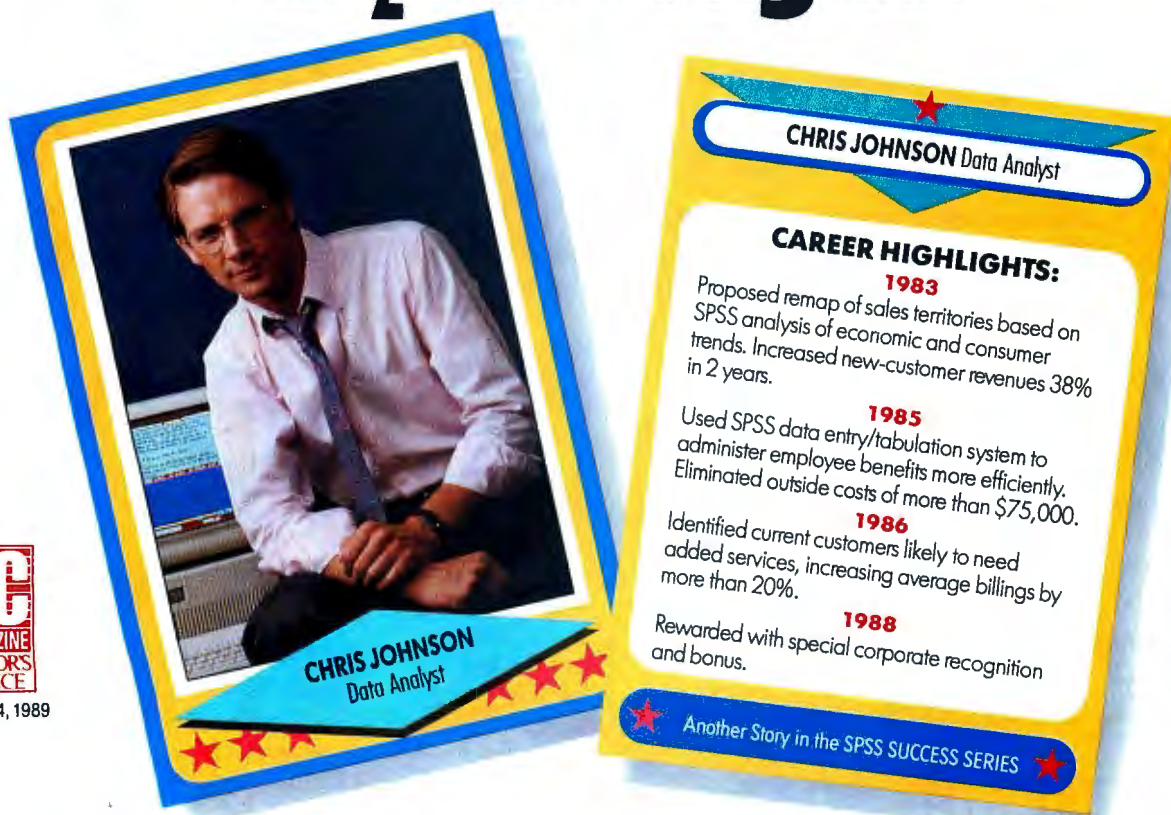 CHRIS JOHNSON
Data Analyst
4, 1989
CHRIS JOHNSON Data Analyst
CAREER HIGHLIGHTS:
1983
Proposed remap of sales territories based on
SPSS analysis of economic and consumer
trends. Increased new-customer revenues 38%
in 2 years.
1985
Used SPSS data entry/tabulation system to
administer employee benefits more efficiently.
Eliminated outside costs of more than $75,000.
1986
Identified current customers likely to need
added services, increasing average billings by
more than 20%.
1988
Rewarded with special corporate recognition
and bonus.
Another Story in the SPSS SUCCESS SERIES